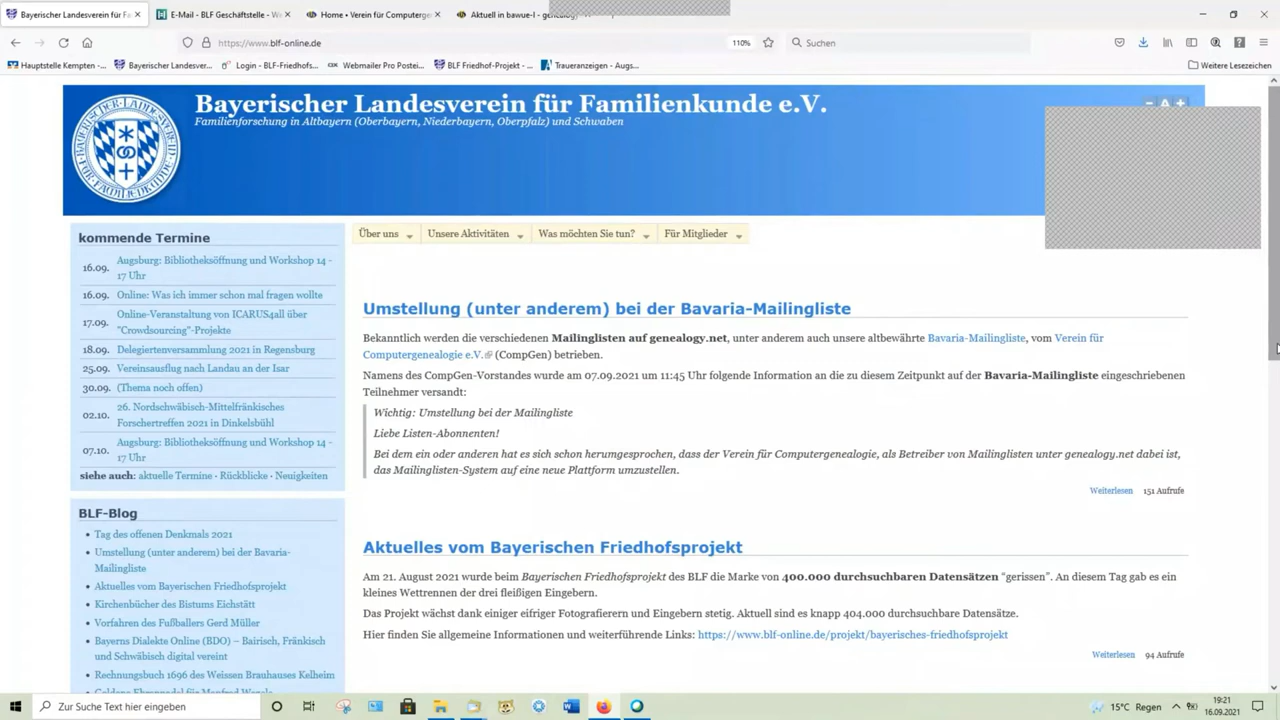 Bayerischer Landesverein für Fa
E-Mail - BLF Geschäftstelle - W
Home • Verein für Computerge
Aktuell in bawue-l - genealogy
https://www.blf-online.de
110%
Suchen
Hauptstelle Kempten -...
Bayerischer Landesver...
Login - BLF-Friedhofs...
Webmailer Pro Postei...
BLF Friedhof-Projekt - ...
Traueranzeigen - Augs...
Weitere Lesezeichen
Bayerischer Landesverein für Familienkunde e.V.
Familienforschung in Altbayern (Oberbayern, Niederbayern, Oberpfalz) und Schwaben
- A +
kommende Termine
16.09. Augsburg: Bibliotheksöffnung und Workshop 14 -
17 Uhr
16.09. Online: Was ich immer schon mal fragen wollte
17.09. Online-Veranstaltung von ICARUS4all über
"Crowdsourcing"-Projekte
18.09. Delegiertenversammlung 2021 in Regensburg
25.09. Vereinsausflug nach Landau an der Isar
30.09. (Thema noch offen)
02.10. 26. Nordschwäbisch-Mittelfränkisches
Forschertreffen 2021 in Dinkelsbühl
07.10. Augsburg: Bibliotheksöffnung und Workshop 14 -
17 Uhr
siehe auch: aktuelle Termine · Rückblicke · Neuigkeiten
BLF-Blog
• Tag des offenen Denkmals 2021
• Umstellung (unter anderem) bei der Bavaria-
Mailingliste
• Aktuelles vom Bayerischen Friedhofsprojekt
• Kirchenbücher des Bistums Eichstätt
• Vorfahren des Fußballers Gerd Müller
• Bayerns Dialekte Online (BDO) – Bairisch, Fränkisch
und Schwäbisch digital vereint
• Rechnungsbuch 1696 des Weissen Brauhauses Kelheim
Über uns
Unsere Aktivitäten
Was möchten Sie tun?
Für Mitglieder
Umstellung (unter anderem) bei der Bavaria-Mailingliste
Bekanntlich werden die verschiedenen Mailinglisten auf genealogy.net, unter anderem auch unsere altbewährte Bavaria-Mailingliste, vom Verein für
Computergenealogie e.V. (CompGen) betrieben.
Namens des CompGen-Vorstandes wurde am 07.09.2021 um 11:45 Uhr folgende Information an die zu diesem Zeitpunkt auf der Bavaria-Mailingliste eingeschriebenen
Teilnehmer versandt:
Wichtig: Umstellung bei der Mailingliste
Liebe Listen-Abonnenten!
Bei dem ein oder anderen hat es sich schon herumgesprochen, dass der Verein für Computergenealogie, als Betreiber von Mailinglisten unter genealogy.net dabei ist,
das Mailinglisten-System auf eine neue Plattform umzustellen.
Weiterlesen 151 Aufrufe
Aktuelles vom Bayerischen Friedhofsprojekt
Am 21. August 2021 wurde beim Bayerischen Friedhofsprojekt des BLF die Marke von 400.000 durchsuchbaren Datensätzen “gerissen”. An diesem Tag gab es ein
kleines Wettrennen der drei fleißigen Eingebern.
Das Projekt wächst dank einiger eifriger Fotografierern und Eingebern stetig. Aktuell sind es knapp 404.000 durchsuchbare Datensätze.
Hier finden Sie allgemeine Informationen und weiterführende Links: https://www.blf-online.de/projekt/bayerisches-friedhofsprojekt
Weiterlesen 94 Aufrufe
Zur Suche Text hier eingeben
15°C Regen
19:21
16.09.2021